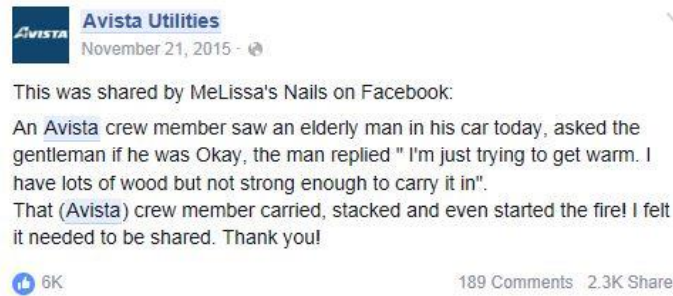 AVISTA
Avista Utilities
November 21, 2015 ·
This was shared by MeLissa's Nails on Facebook:
An Avista crew member saw an elderly man in his car today, asked the
gentleman if he was Okay, the man replied " I'm just trying to get warm. I
have lots of wood but not strong enough to carry it in".
That (Avista) crew member carried, stacked and even started the fire! I felt
it needed to be shared. Thank you!
6K 189 Comments 2.3K Share